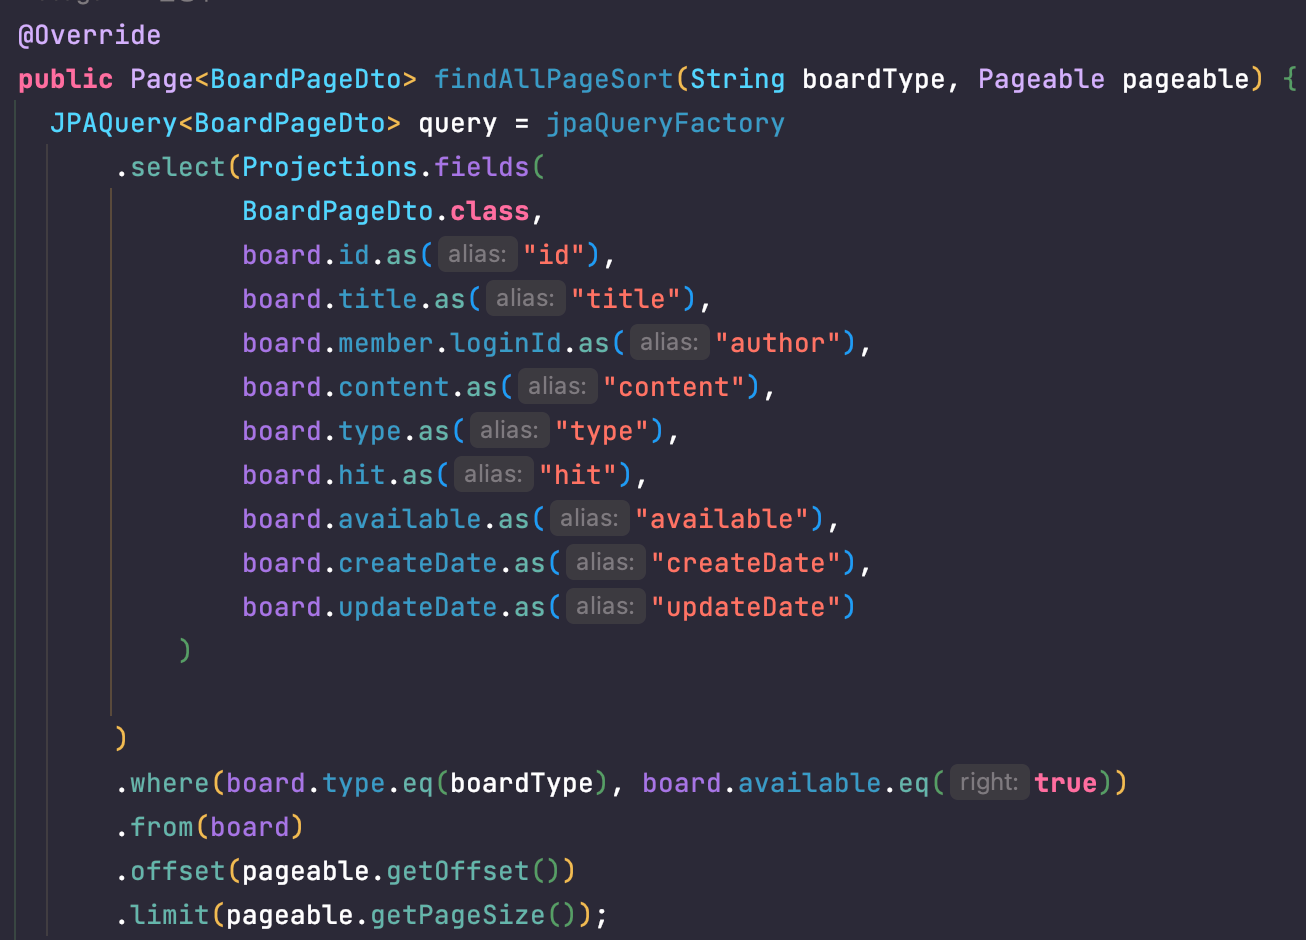 @Override
public Page<BoardPageDto> findAllPageSort(String boardType, Pageable pageable) {
JPAQuery<BoardPageDto> query = jpaQueryFactory
.select(Projections.fields(
BoardPageDto.class,
board.id.as( alias: "id"),
board.title.as( alias: "title"),
board.member.loginId.as( alias: "author"),
board.content.as( alias: "content"),
board.type.as( alias: "type"),
board.hit.as( alias: "hit"),
board.available.as( alias: "available"),
board.createDate.as( alias: "createDate"),
board.updateDate.as( alias: "updateDate")
)
)
.where(board.type.eq(boardType), board.available.eq( right: true))
.from(board)
.offset(pageable.getOffset())
.limit(pageable.getPageSize());